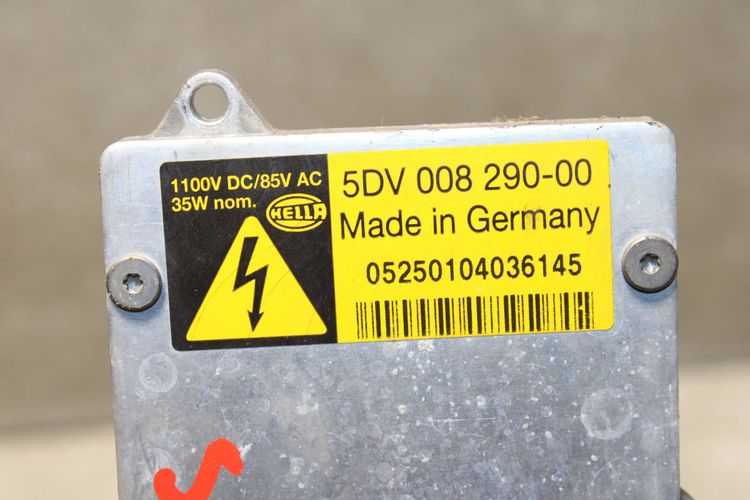 1100V DC/85V AC
35W nom.
HELLA
5DV 008 290-00
Made in Germany
05250104036145